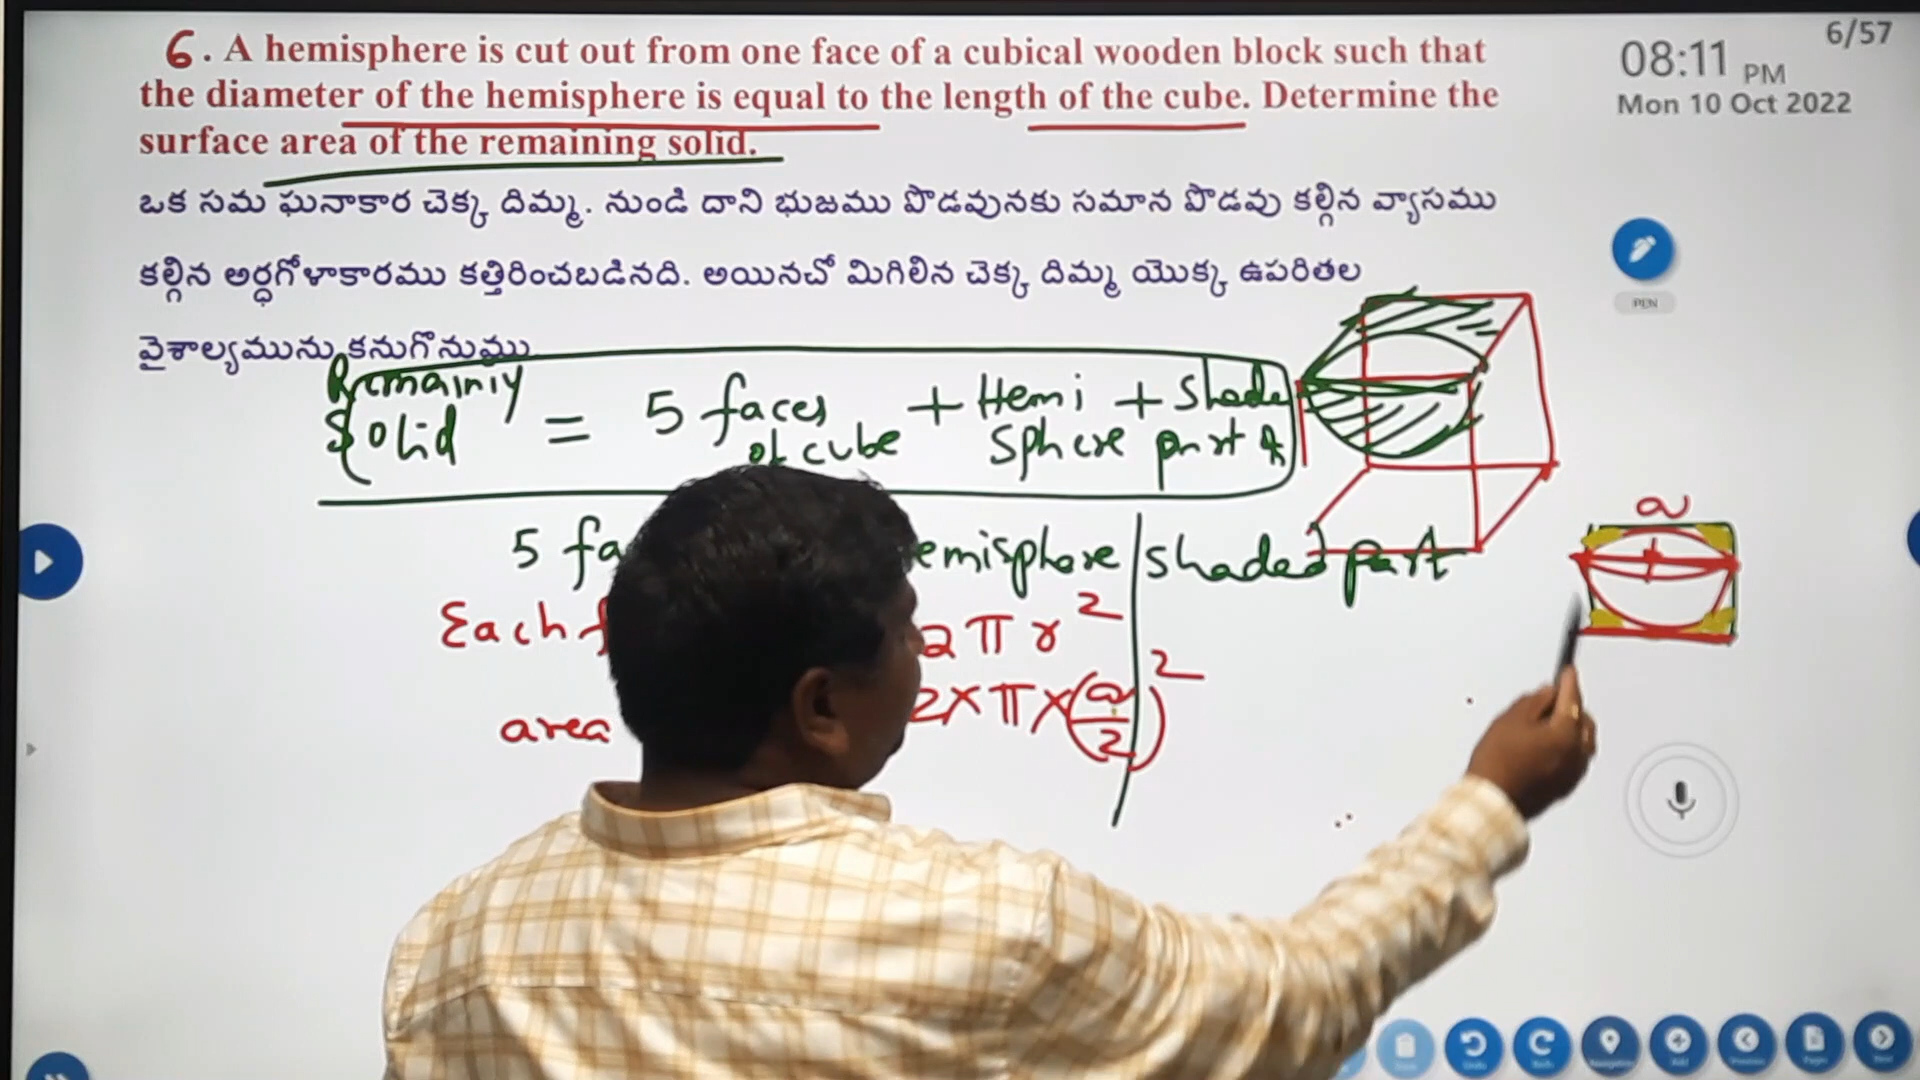 6/57
08:11 PM
Mon 10 Oct 2022
6. A hemisphere is cut out from one face of a cubical wooden block such that
the diameter of the hemisphere is equal to the length of the cube. Determine the
surface area of the remaining solid.
ఒక సమ ఘనాకార చెక్క దిమ్మ. నుండి దాని భుజము పొడవునకు సమాన పొడవు కల్గిన వ్యాసము
కల్గిన అర్ధగోళాకారము కత్తిరించబడినది. అయినచో మిగిలిన చెక్క దిమ్మ యొక్క ఉపరితల
వైశాల్యమును కనుగొనుము
PEN
Remainiy
Solid = 5 faces of cube + Hemi Sphere + Shade part
a
5 fa emisphere shaded part
Each f 2πr²
area 2×π×(a/2)²
Undo